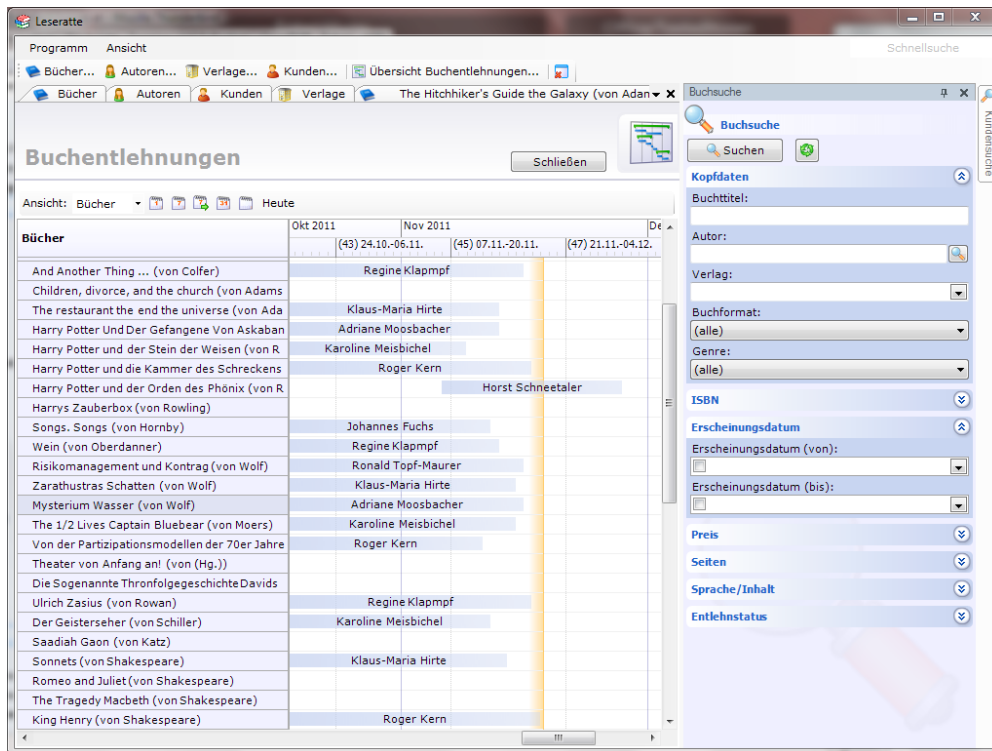 Leseratte
Programm Ansicht Schnellsuche
Bücher... Autoren... Verlage... Kunden... Übersicht Buchentlehnungen...
Bücher Autoren Kunden Verlage The Hitchhiker's Guide the Galaxy (von Adan
Buchentlehnungen
Schließen
Ansicht: Bücher Heute
Bücher
Okt 2011 Nov 2011 De
(43) 24.10.-06.11. (45) 07.11.-20.11. (47) 21.11.-04.12.
And Another Thing ... (von Colfer) Regine Klapmpf
Children, divorce, and the church (von Adams
The restaurant the end the universe (von Ada Klaus-Maria Hirte
Harry Potter Und Der Gefangene Von Askaban Adriane Moosbacher
Harry Potter und der Stein der Weisen (von R Karoline Meisbichel
Harry Potter und die Kammer des Schreckens Roger Kern
Harry Potter und der Orden des Phönix (von R Horst Schneetaler
Harrys Zauberbox (von Rowling)
Songs. Songs (von Hornby) Johannes Fuchs
Wein (von Oberdanner) Regine Klapmpf
Risikomanagement und Kontrag (von Wolf) Ronald Topf-Maurer
Zarathustras Schatten (von Wolf) Klaus-Maria Hirte
Mysterium Wasser (von Wolf) Adriane Moosbacher
The 1/2 Lives Captain Bluebear (von Moers) Karoline Meisbichel
Von der Partizipationsmodellen der 70er Jahre Roger Kern
Theater von Anfang an! (von (Hg.))
Die Sogenannte Thronfolgegeschichte Davids
Ulrich Zasius (von Rowan) Regine Klapmpf
Der Geisterseher (von Schiller) Karoline Meisbichel
Saadiah Gaon (von Katz)
Sonnets (von Shakespeare) Klaus-Maria Hirte
Romeo and Juliet (von Shakespeare)
The Tragedy Macbeth (von Shakespeare)
King Henry (von Shakespeare) Roger Kern
Buchsuche
Buchsuche
Suchen
Kopfdaten
Buchttitel:
Autor:
Verlag:
Buchformat:
(alle)
Genre:
(alle)
ISBN
Erscheinungsdatum
Erscheinungsdatum (von):
Erscheinungsdatum (bis):
Preis
Seiten
Sprache/Inhalt
Entlehnstatus
Kundensuche